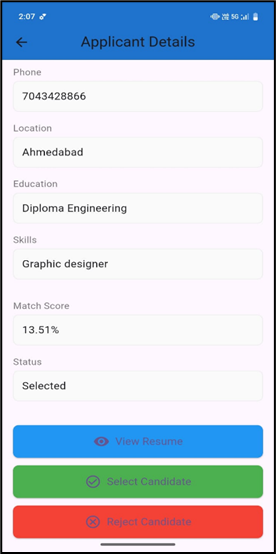 2:07
5G
Applicant Details
Phone
7043428866
Location
Ahmedabad
Education
Diploma Engineering
Skills
Graphic designer
Match Score
13.51%
Status
Selected
View Resume
Select Candidate
Reject Candidate